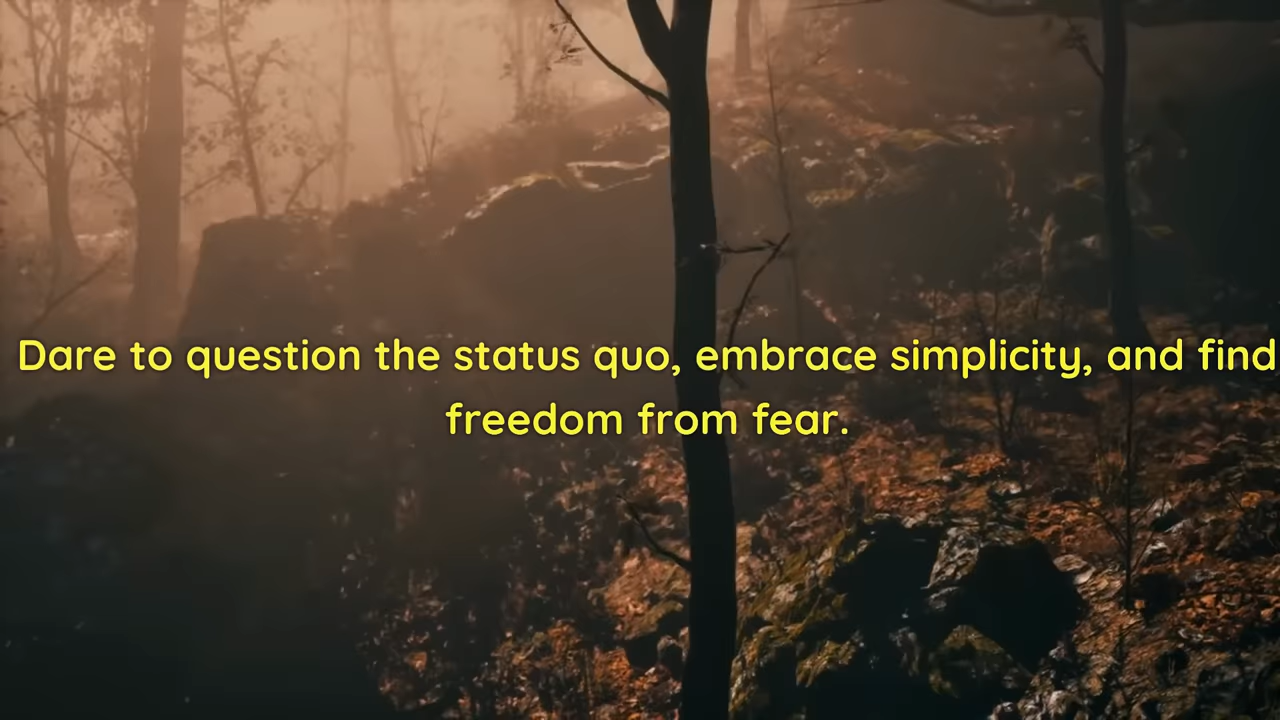 Dare to question the status quo, embrace simplicity, and find
freedom from fear.